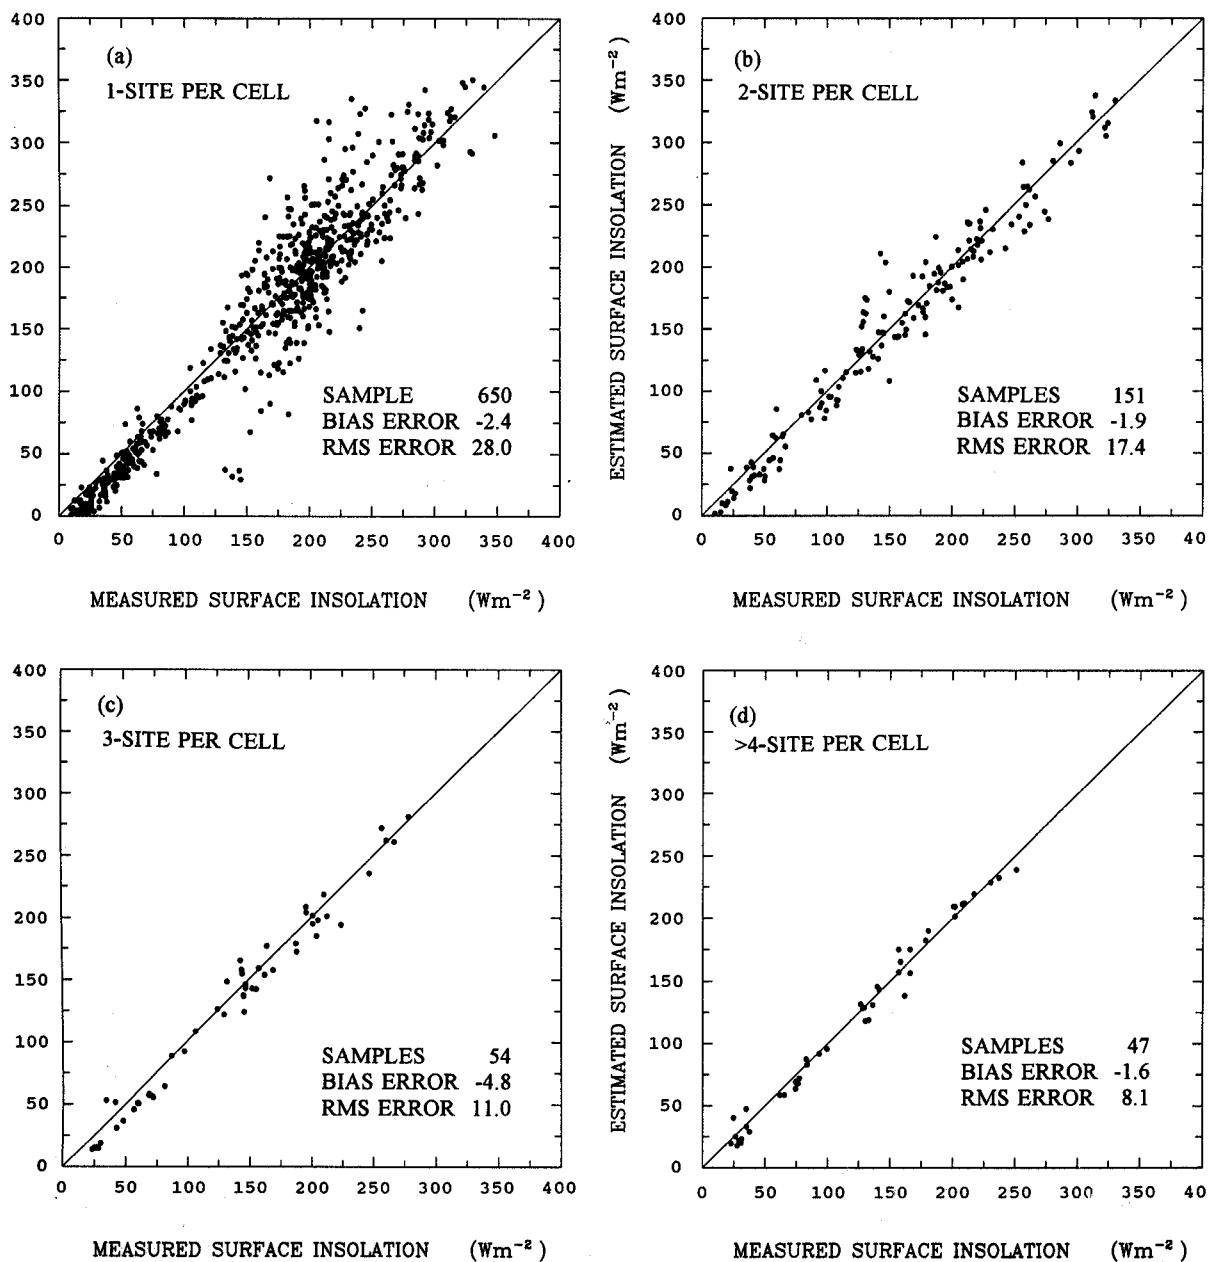 (a)
1-SITE PER CELL
400
350
300
250
200
150
100
50
0
SAMPLE 650
BIAS ERROR -2.4
RMS ERROR 28.0
0 50 100 150 200 250 300 350 400
MEASURED SURFACE INSOLATION (Wm⁻²)
ESTIMATED SURFACE INSOLATION (Wm⁻²)
(b)
2-SITE PER CELL
400
350
300
250
200
150
100
50
0
SAMPLES 151
BIAS ERROR -1.9
RMS ERROR 17.4
0 50 100 150 200 250 300 350 40
MEASURED SURFACE INSOLATION (Wm⁻²)
(c)
3-SITE PER CELL
400
350
300
250
200
150
100
50
0
SAMPLES 54
BIAS ERROR -4.8
RMS ERROR 11.0
0 50 100 150 200 250 300 350 400
MEASURED SURFACE INSOLATION (Wm⁻²)
ESTIMATED SURFACE INSOLATION (Wm⁻²)
(d)
>4-SITE PER CELL
400
350
300
250
200
150
100
50
0
SAMPLES 47
BIAS ERROR -1.6
RMS ERROR 8.1
0 50 100 150 200 250 300 350 40
MEASURED SURFACE INSOLATION (Wm⁻²)